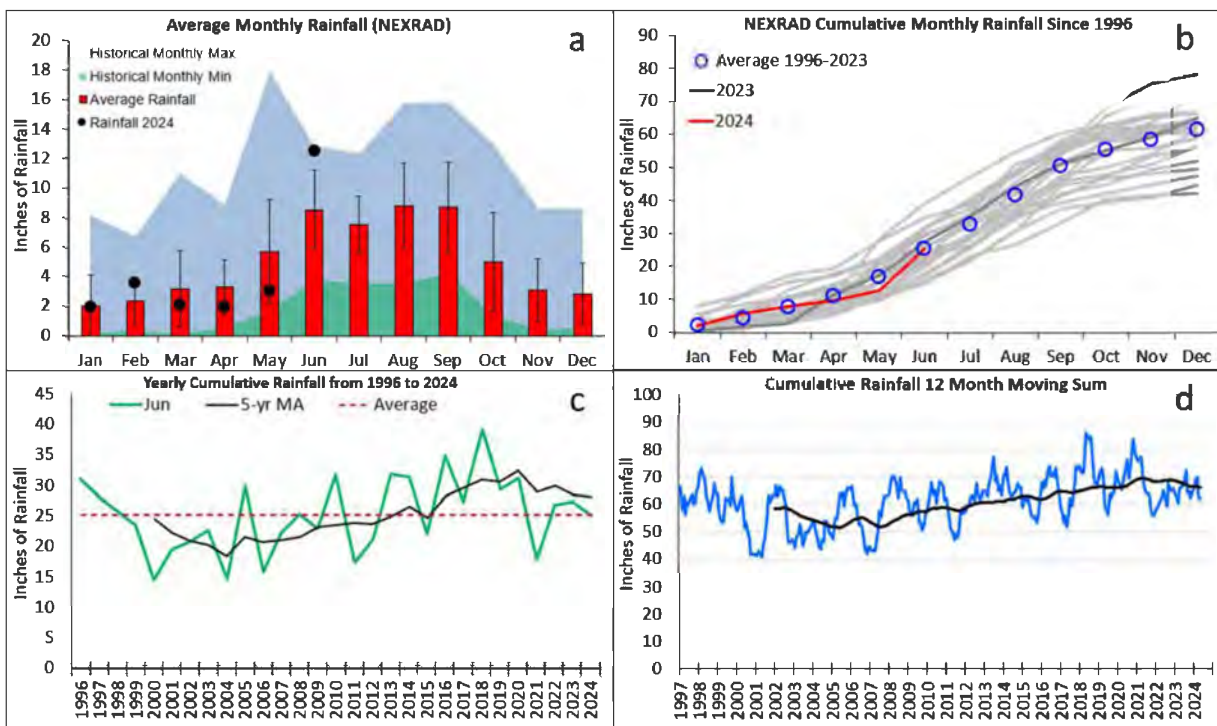 Average Monthly Rainfall (NEXRAD)
a
Historical Monthly Max
Historical Monthly Min
Average Rainfall
Rainfall 2024
Inches of Rainfall
20
18
16
14
12
10
8
6
4
2
0
Jan Feb Mar Apr May Jun Jul Aug Sep Oct Nov Dec
NEXRAD Cumulative Monthly Rainfall Since 1996
b
Average 1996-2023
2023
2024
Inches of Rainfall
90
80
70
60
50
40
30
20
10
0
Jan Feb Mar Apr May Jun Jul Aug Sep Oct Nov Dec
Yearly Cumulative Rainfall from 1996 to 2024
c
Jun 5-yr MA Average
Inches of Rainfall
45
40
35
30
25
20
15
10
5
0
1996 1997 1998 1999 2000 2001 2002 2003 2004 2005 2006 2007 2008 2009 2010 2011 2012 2013 2014 2015 2016 2017 2018 2019 2020 2021 2022 2023 2024
Cumulative Rainfall 12 Month Moving Sum
d
Inches of Rainfall
100
90
80
70
60
50
40
30
20
10
0
1997 1998 1999 2000 2001 2002 2003 2004 2005 2006 2007 2008 2009 2010 2011 2012 2013 2014 2015 2016 2017 2018 2019 2020 2021 2022 2023 2024